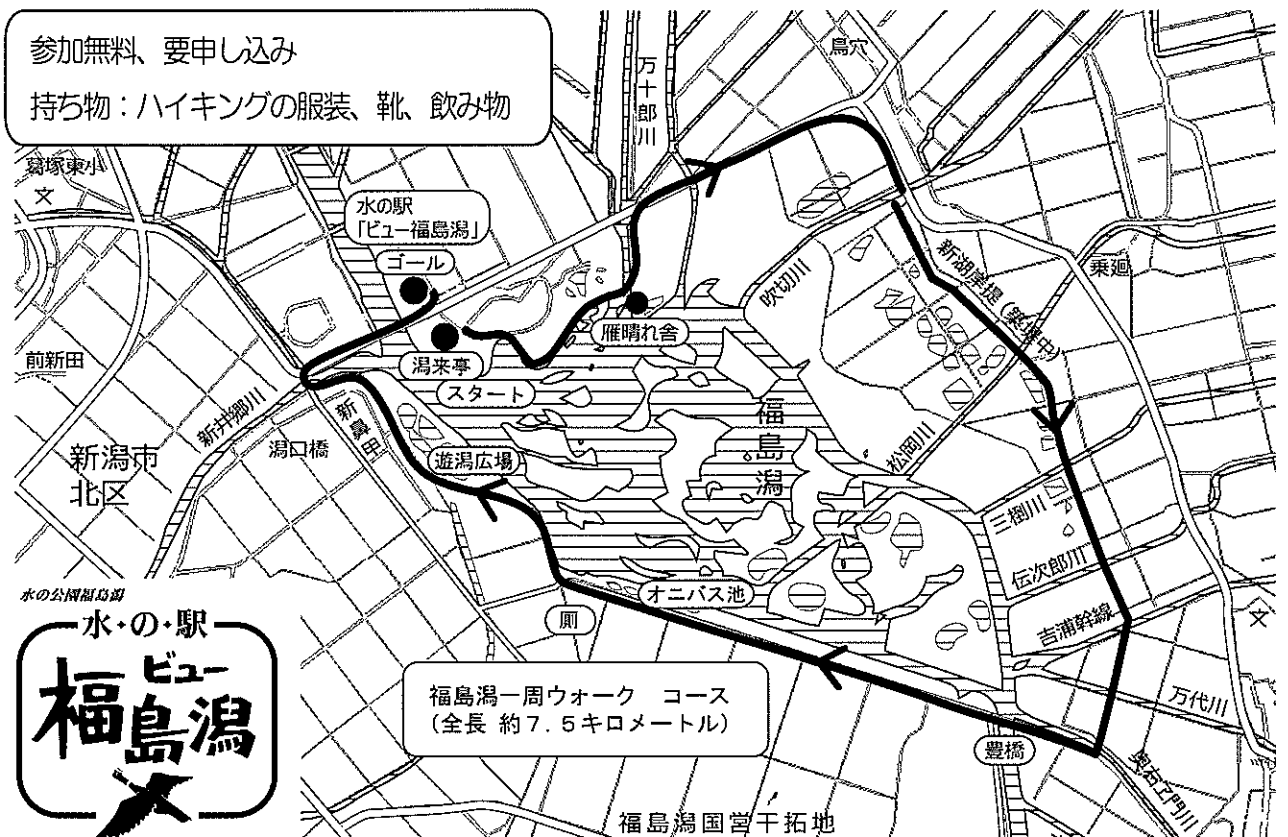 参加無料、要申し込み
持ち物：ハイキングの服装、靴、飲み物
鳥穴
万十郎川
葛塚東小
文
水の駅
「ビュー福島潟」
ゴール
潟来亭
スタート
雁晴れ舎
吹切川
新湖岸堤（築堤中）
乗廻
前新田
新井郷川
潟口橋
新鼻甲
新潟市
北区
遊潟広場
福島潟
松岡川
三樋川
伝次郎川
吉浦幹線
文
オニバス池
厠
万代川
豊橋
福島潟一周ウォーク コース
(全長 約7.5キロメートル)
福島潟国営干拓地
水の公園福島潟
水・の・駅
ビュー
福島潟